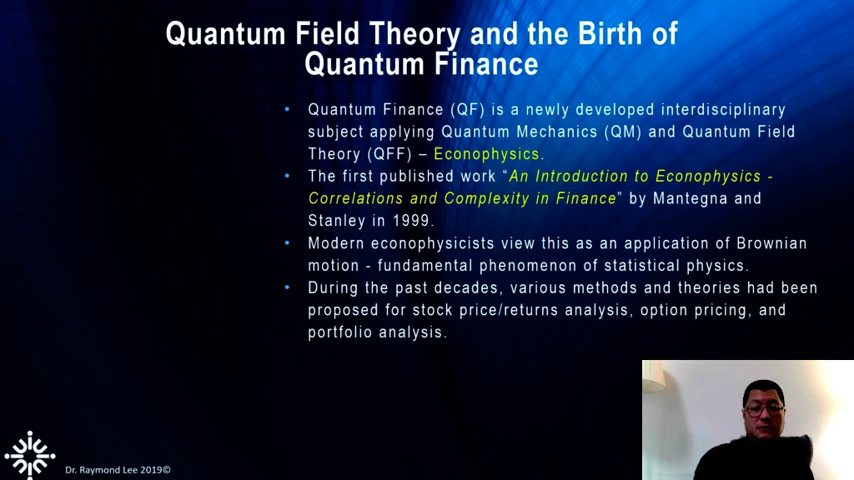 Quantum Field Theory and the Birth of
Quantum Finance
• Quantum Finance (QF) is a newly developed interdisciplinary
subject applying Quantum Mechanics (QM) and Quantum Field
Theory (QFF) – Econophysics.
• The first published work “An Introduction to Econophysics -
Correlations and Complexity in Finance” by Mantegna and
Stanley in 1999.
• Modern econophysicists view this as an application of Brownian
motion - fundamental phenomenon of statistical physics.
• During the past decades, various methods and theories had been
proposed for stock price/returns analysis, option pricing, and
portfolio analysis.
Dr. Raymond Lee 2019©